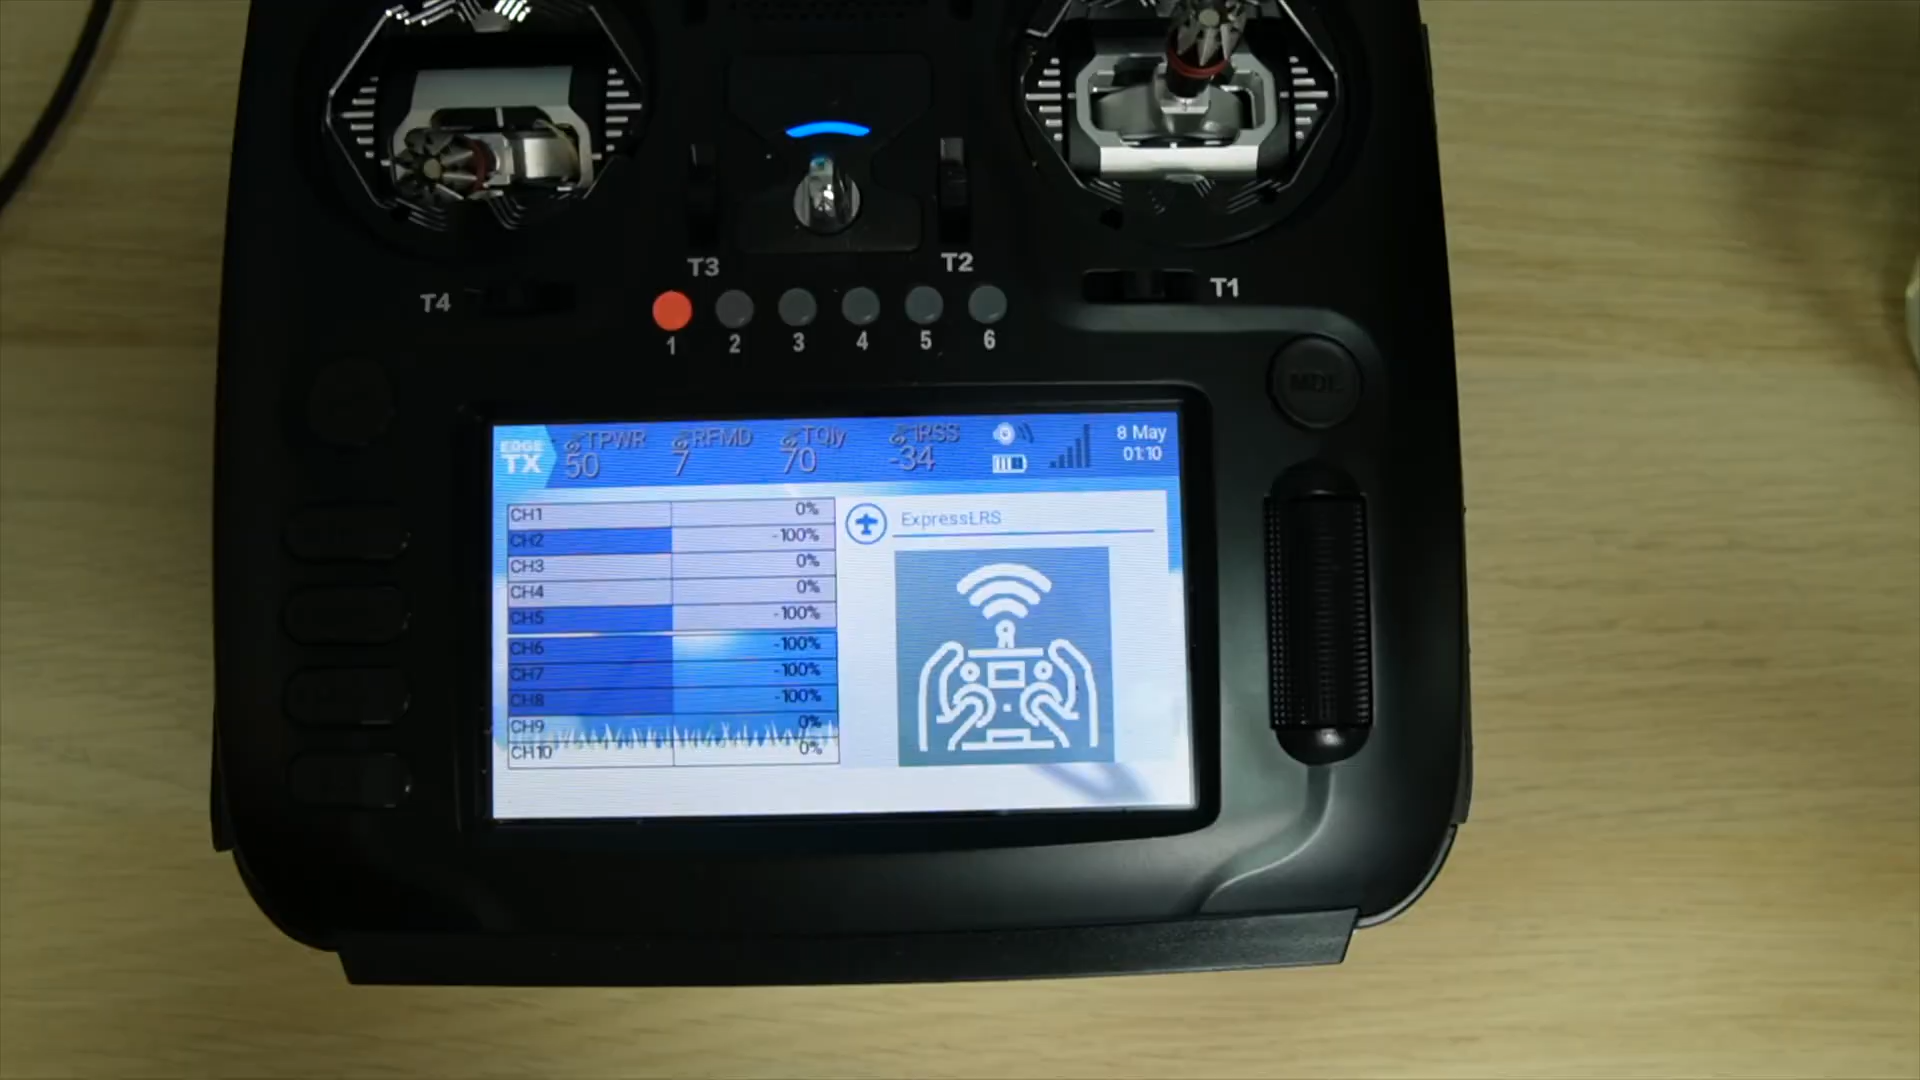 T3
T2
T4
T1
1 2 3 4 5 6
MDL
EDGE
TX
TPWR
50
RFMD
7
TQly
70
1RSS
-34
8 May
01:10
CH1 0%
CH2 -100%
CH3 0%
CH4 0%
CH5 -100%
CH6 -100%
CH7 -100%
CH8 -100%
CH9 0%
CH10 0%
ExpressLRS